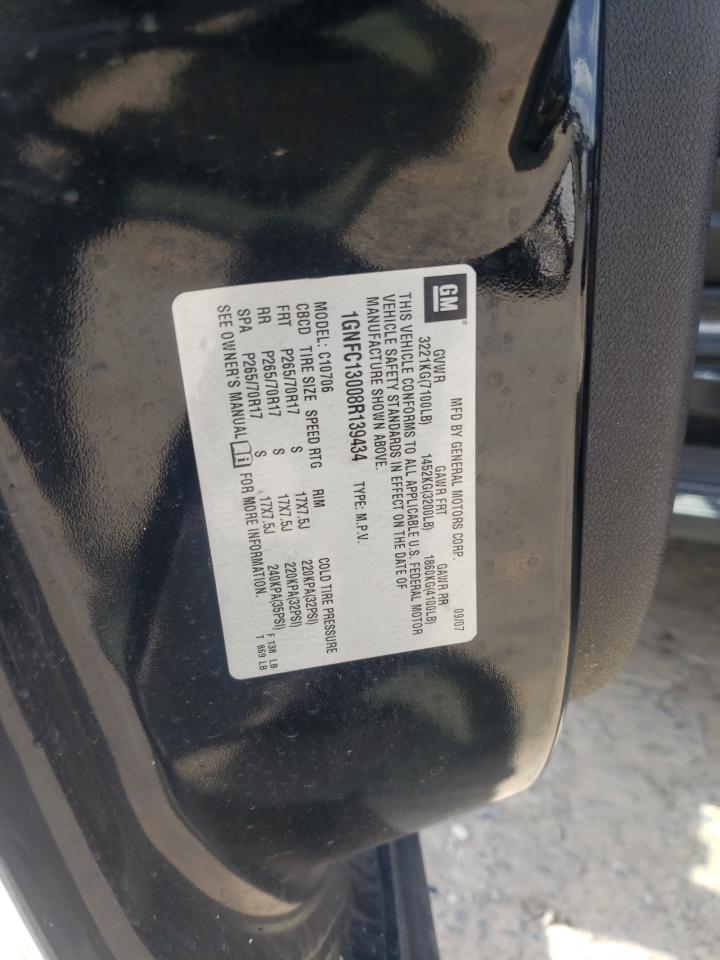 GM ® MFD BY GENERAL MOTORS CORP. 09/07
GVWR GAWR FRT GAWR RR
3221KG(7100LB) 1452KG(3200LB) 1860KG(4100LB)
THIS VEHICLE CONFORMS TO ALL APPLICABLE U.S. FEDERAL MOTOR
VEHICLE SAFETY STANDARDS IN EFFECT ON THE DATE OF
MANUFACTURE SHOWN ABOVE.
1GNFC13008R139434 TYPE: M.P.V.
MODEL: C10706
CBCD TIRE SIZE SPEED RTG RIM COLD TIRE PRESSURE
FRT P265/70R17 S 17X7.5J 220KPA(32PSI)
RR P265/70R17 S 17X7.5J 220KPA(32PSI)
SPA P265/70R17 S 17X7.5J 240KPA(35PSI) F 138 LB
SEE OWNER'S MANUAL FOR MORE INFORMATION. T 869 LB